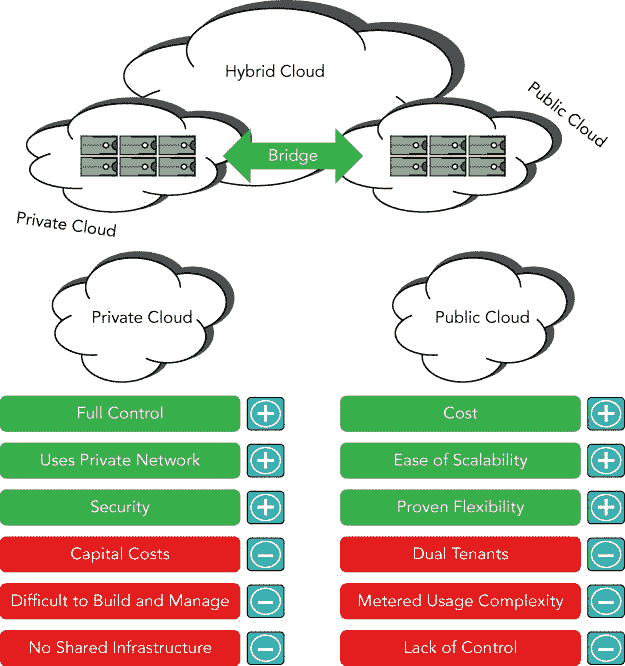 Hybrid Cloud
Public Cloud
Bridge
Private Cloud
Private Cloud
Public Cloud
Full Control
Cost
Uses Private Network
Ease of Scalability
Security
Proven Flexibility
Capital Costs
Dual Tenants
Difficult to Build and Manage
Metered Usage Complexity
No Shared Infrastructure
Lack of Control